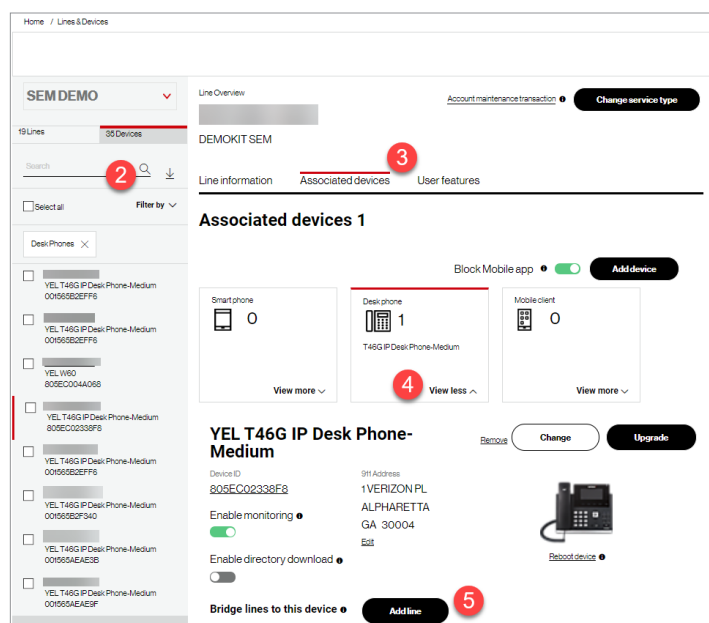 Home / Lines & Devices
SEM DEMO
19 Lines
35 Devices
Search
2
Select all
Filter by
Desk Phones
YEL T46G IP Desk Phone-Medium
001565B2EFF6
YEL T46G IP Desk Phone-Medium
001565B2EFF6
YEL W60
805EC004A068
YEL T46G IP Desk Phone-Medium
805EC02338F8
YEL T46G IP Desk Phone-Medium
001565B2EFF6
YEL T46G IP Desk Phone-Medium
001565B2F340
YEL T46G IP Desk Phone-Medium
001565AEAE3B
YEL T46G IP Desk Phone-Medium
001565AEAE9F
Line Overview
Account maintenance transaction
Change service type
DEMOKIT SEM
3
Line information
Associated devices
User features
Associated devices 1
Block Mobile app
Add device
Smart phone
0
View more
Desk phone
1
T46G IP Desk Phone-Medium
4
View less
Mobile client
0
View more
YEL T46G IP Desk Phone-
Medium
Remove
Change
Upgrade
Device ID
805EC02338F8
911 Address
1 VERIZON PL
ALPHARETTA
GA 30004
Edit
Enable monitoring
Enable directory download
Reboot device
Bridge lines to this device
Add line
5